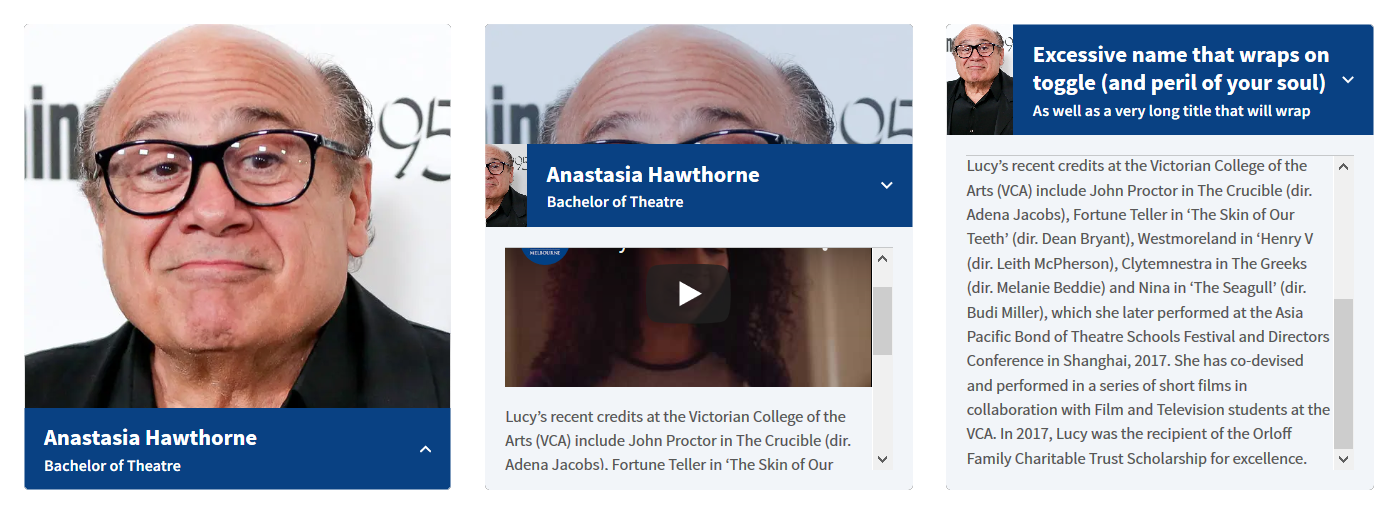 inn
95
Anastasia Hawthorne
Bachelor of Theatre
in
95
Anastasia Hawthorne
Bachelor of Theatre
MELBOURNE
Lucy’s recent credits at the Victorian College of the
Arts (VCA) include John Proctor in The Crucible (dir.
Adena Jacobs), Fortune Teller in ‘The Skin of Our
Excessive name that wraps on
toggle (and peril of your soul)
As well as a very long title that will wrap
Lucy’s recent credits at the Victorian College of the
Arts (VCA) include John Proctor in The Crucible (dir.
Adena Jacobs), Fortune Teller in ‘The Skin of Our
Teeth’ (dir. Dean Bryant), Westmoreland in ‘Henry V
(dir. Leith McPherson), Clytemnestra in The Greeks
(dir. Melanie Beddie) and Nina in ‘The Seagull’ (dir.
Budi Miller), which she later performed at the Asia
Pacific Bond of Theatre Schools Festival and Directors
Conference in Shanghai, 2017. She has co-devised
and performed in a series of short films in
collaboration with Film and Television students at the
VCA. In 2017, Lucy was the recipient of the Orloff
Family Charitable Trust Scholarship for excellence.